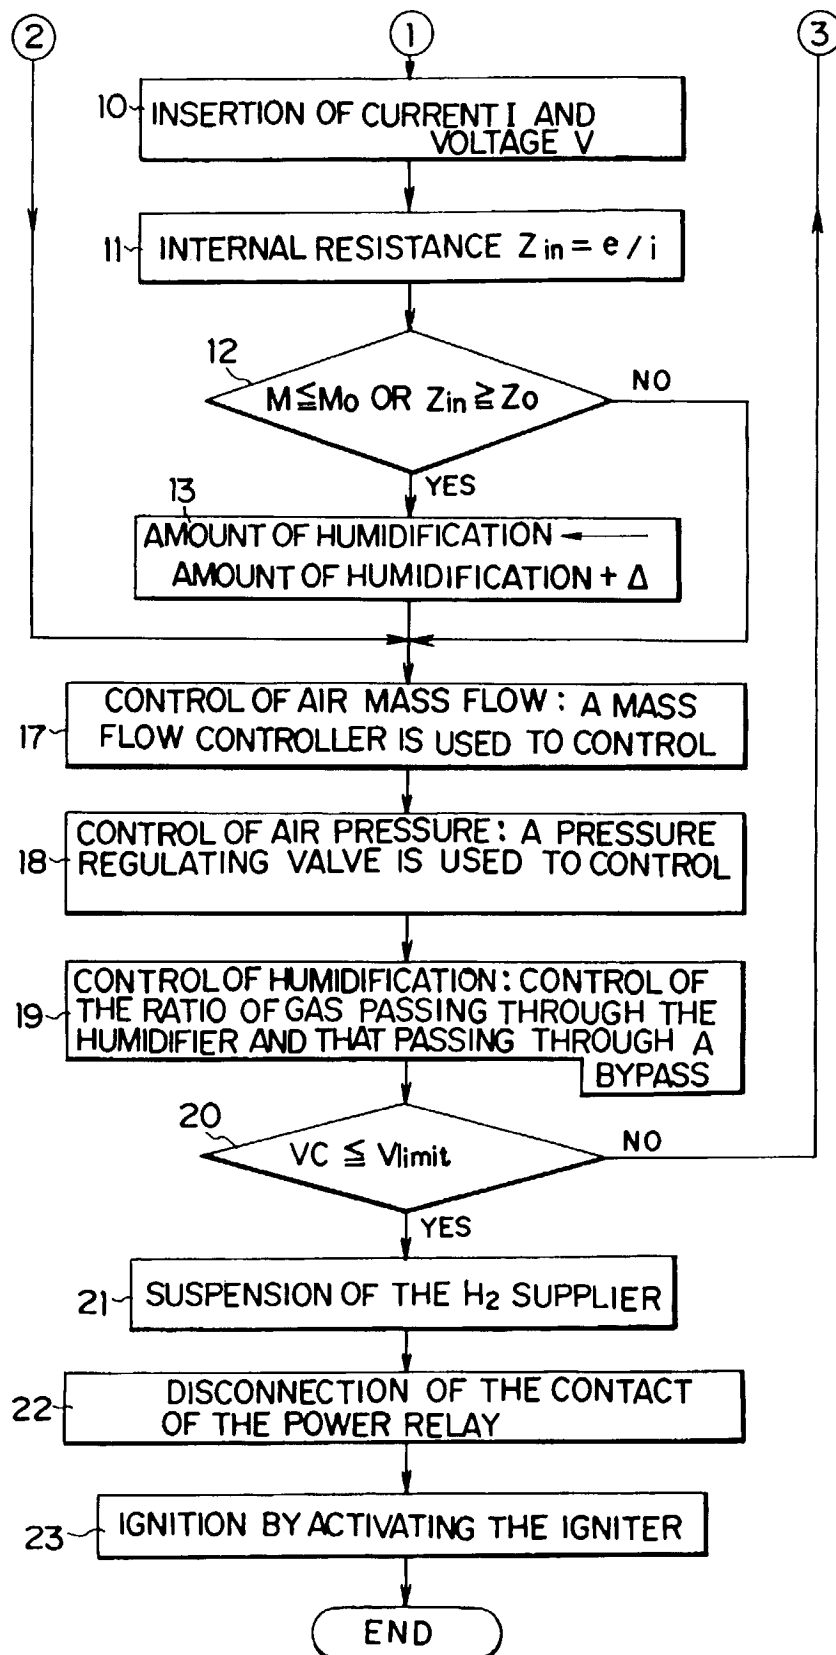 2
1
3
10
INSERTION OF CURRENT I AND
VOLTAGE V
11
INTERNAL RESISTANCE Zin = e / i
12
M ≦ Mo OR Zin ≧ Zo
NO
YES
13
AMOUNT OF HUMIDIFICATION ←
AMOUNT OF HUMIDIFICATION + Δ
17
CONTROL OF AIR MASS FLOW : A MASS
FLOW CONTROLLER IS USED TO CONTROL
18
CONTROL OF AIR PRESSURE : A PRESSURE
REGULATING VALVE IS USED TO CONTROL
19
CONTROL OF HUMIDIFICATION : CONTROL OF
THE RATIO OF GAS PASSING THROUGH THE
HUMIDIFIER AND THAT PASSING THROUGH A
BYPASS
20
VC ≦ Vlimit
NO
YES
21
SUSPENSION OF THE H2 SUPPLIER
22
DISCONNECTION OF THE CONTACT
OF THE POWER RELAY
23
IGNITION BY ACTIVATING THE IGNITER
END